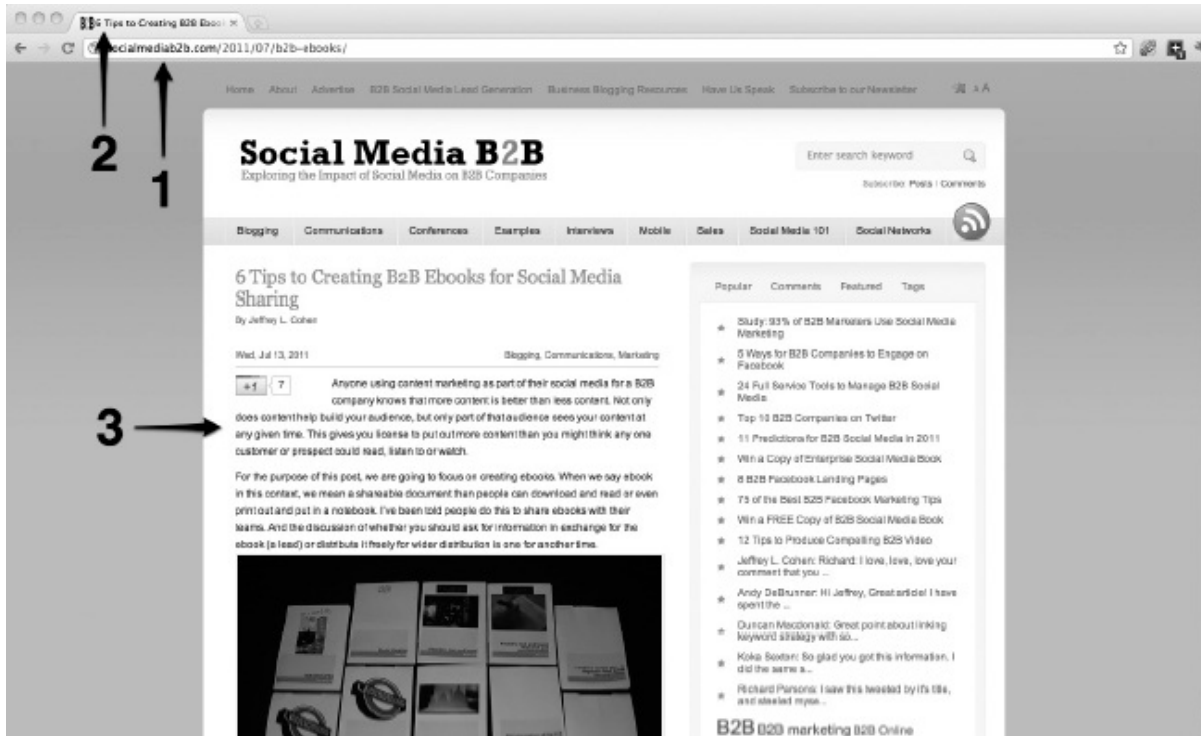 6 Tips to Creating B2B Eboo
socialmediab2b.com/2011/07/b2b-ebooks/
2
1
Home About Advertise B2B Social Media Lead Generation Business Blogging Resources Have Us Speak Subscribe to our Newsletter A A
Social Media B2B
Exploring the Impact of Social Media on B2B Companies
Enter search keyword
Subscribe: Posts | Comments
Blogging Communications Conferences Examples Interviews Mobile Sales Social Media 101 Social Networks
6 Tips to Creating B2B Ebooks for Social Media
Sharing
By Jeffrey L. Cohen
Wed, Jul 13, 2011 Blogging, Communications, Marketing
+1 7
3
Anyone using content marketing as part of their social media for a B2B
company knows that more content is better than less content. Not only
does content help build your audience, but only part of that audience sees your content at
any given time. This gives you license to put out more content than you might think any one
customer or prospect could read, listen to or watch.
For the purpose of this post, we are going to focus on creating ebooks. When we say ebook
in this context, we mean a shareable document than people can download and read or even
print out and put in a notebook. I've been told people do this to share ebooks with their
teams. And the discussion of whether you should ask for information in exchange for the
ebook (a lead) or distribute it freely for wider distribution is one for another time.
Popular Comments Featured Tags
Study: 93% of B2B Marketers Use Social Media
Marketing
5 Ways for B2B Companies to Engage on
Facebook
24 Full Service Tools to Manage B2B Social
Media
Top 10 B2B Companies on Twitter
11 Predictions for B2B Social Media in 2011
Win a Copy of Enterprise Social Media Book
8 B2B Facebook Landing Pages
75 of the Best B2B Facebook Marketing Tips
Win a FREE Copy of B2B Social Media Book
12 Tips to Produce Compelling B2B Video
Jeffrey L. Cohen: Richard: I love, love, love your
comment that you ...
Andy DeBrunner: Hi Jeffrey, Great article! I have
spent the ...
Duncan Macdonald: Great point about linking
keyword strategy with so...
Koka Sexton: So glad you got this information. I
did the same s...
Richard Parsons: I saw this tweeted by it's title,
and steeled myse...
B2B B2B marketing B2B Online